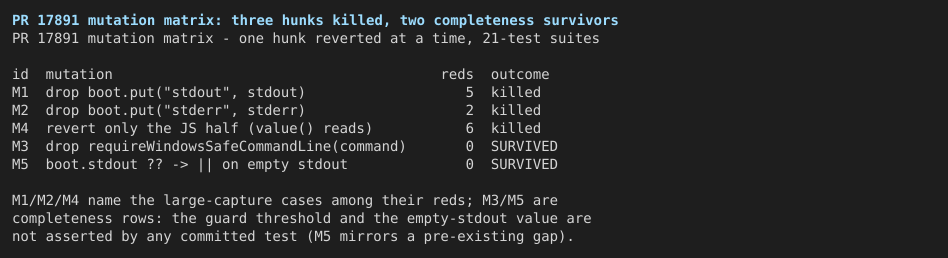 PR 17891 mutation matrix: three hunks killed, two completeness survivors
PR 17891 mutation matrix - one hunk reverted at a time, 21-test suites
id  mutation                                        reds  outcome
M1  drop boot.put("stdout", stdout)                    5  killed
M2  drop boot.put("stderr", stderr)                    2  killed
M4  revert only the JS half (value() reads)            6  killed
M3  drop requireWindowsSafeCommandLine(command)        0  SURVIVED
M5  boot.stdout ?? -> || on empty stdout               0  SURVIVED
M1/M2/M4 name the large-capture cases among their reds; M3/M5 are
completeness rows: the guard threshold and the empty-stdout value are
not asserted by any committed test (M5 mirrors a pre-existing gap).